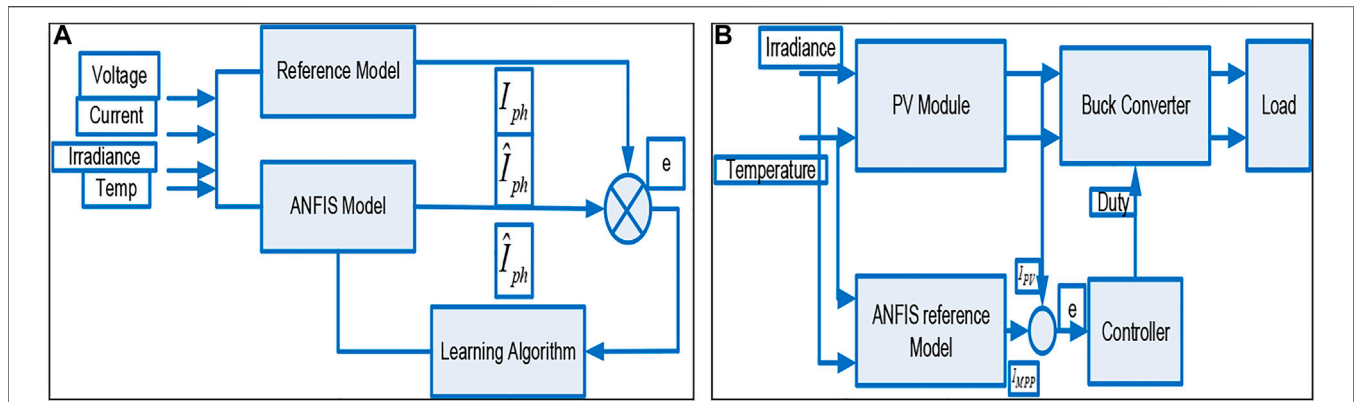 A
Voltage
Current
Irradiance
Temp
Reference Model
ANFIS Model
I_ph
Î_ph
Î_ph
e
Learning Algorithm
B
Irradiance
Temperature
PV Module
Buck Converter
Load
Duty
I_PV
ANFIS reference
Model
e
Controller
I_MPP